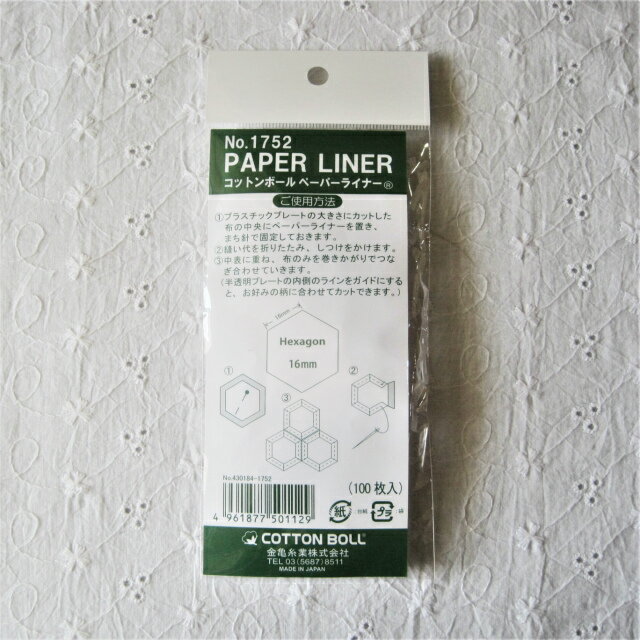 No.1752
PAPER LINER
コットンボール ペーパーライナー®
ご使用方法
①プラスチックプレートの大きさにカットした
布の中央にペーパーライナーを置き、
まち針で固定しておきます。
②縫い代を折りたたみ、しつけをかけます。
③中表に重ね、布のみを巻きかがりでつな
ぎ合わせていきます。
(半透明プレートの内側のラインをガイドにする
と、お好みの柄に合わせてカットできます。)
16mm
Hexagon
16mm
①
②
③
No.430184-1752
(100枚入)
4 961877 501129
紙
台紙
プラ
袋
COTTON BOLL
金亀糸業株式会社
TEL 03(5687)8511
MADE IN JAPAN